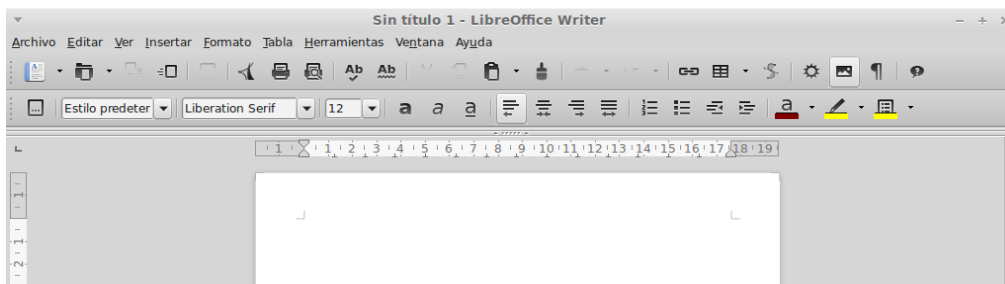 Sin título 1 - LibreOffice Writer
Archivo Editar Ver Insertar Formato Tabla Herramientas Ventana Ayuda
Ab Ab
Estilo predeter Liberation Serif 12 a a a a
1 1 2 3 4 5 6 7 8 9 10 11 12 13 14 15 16 17 18 19
1
1
2